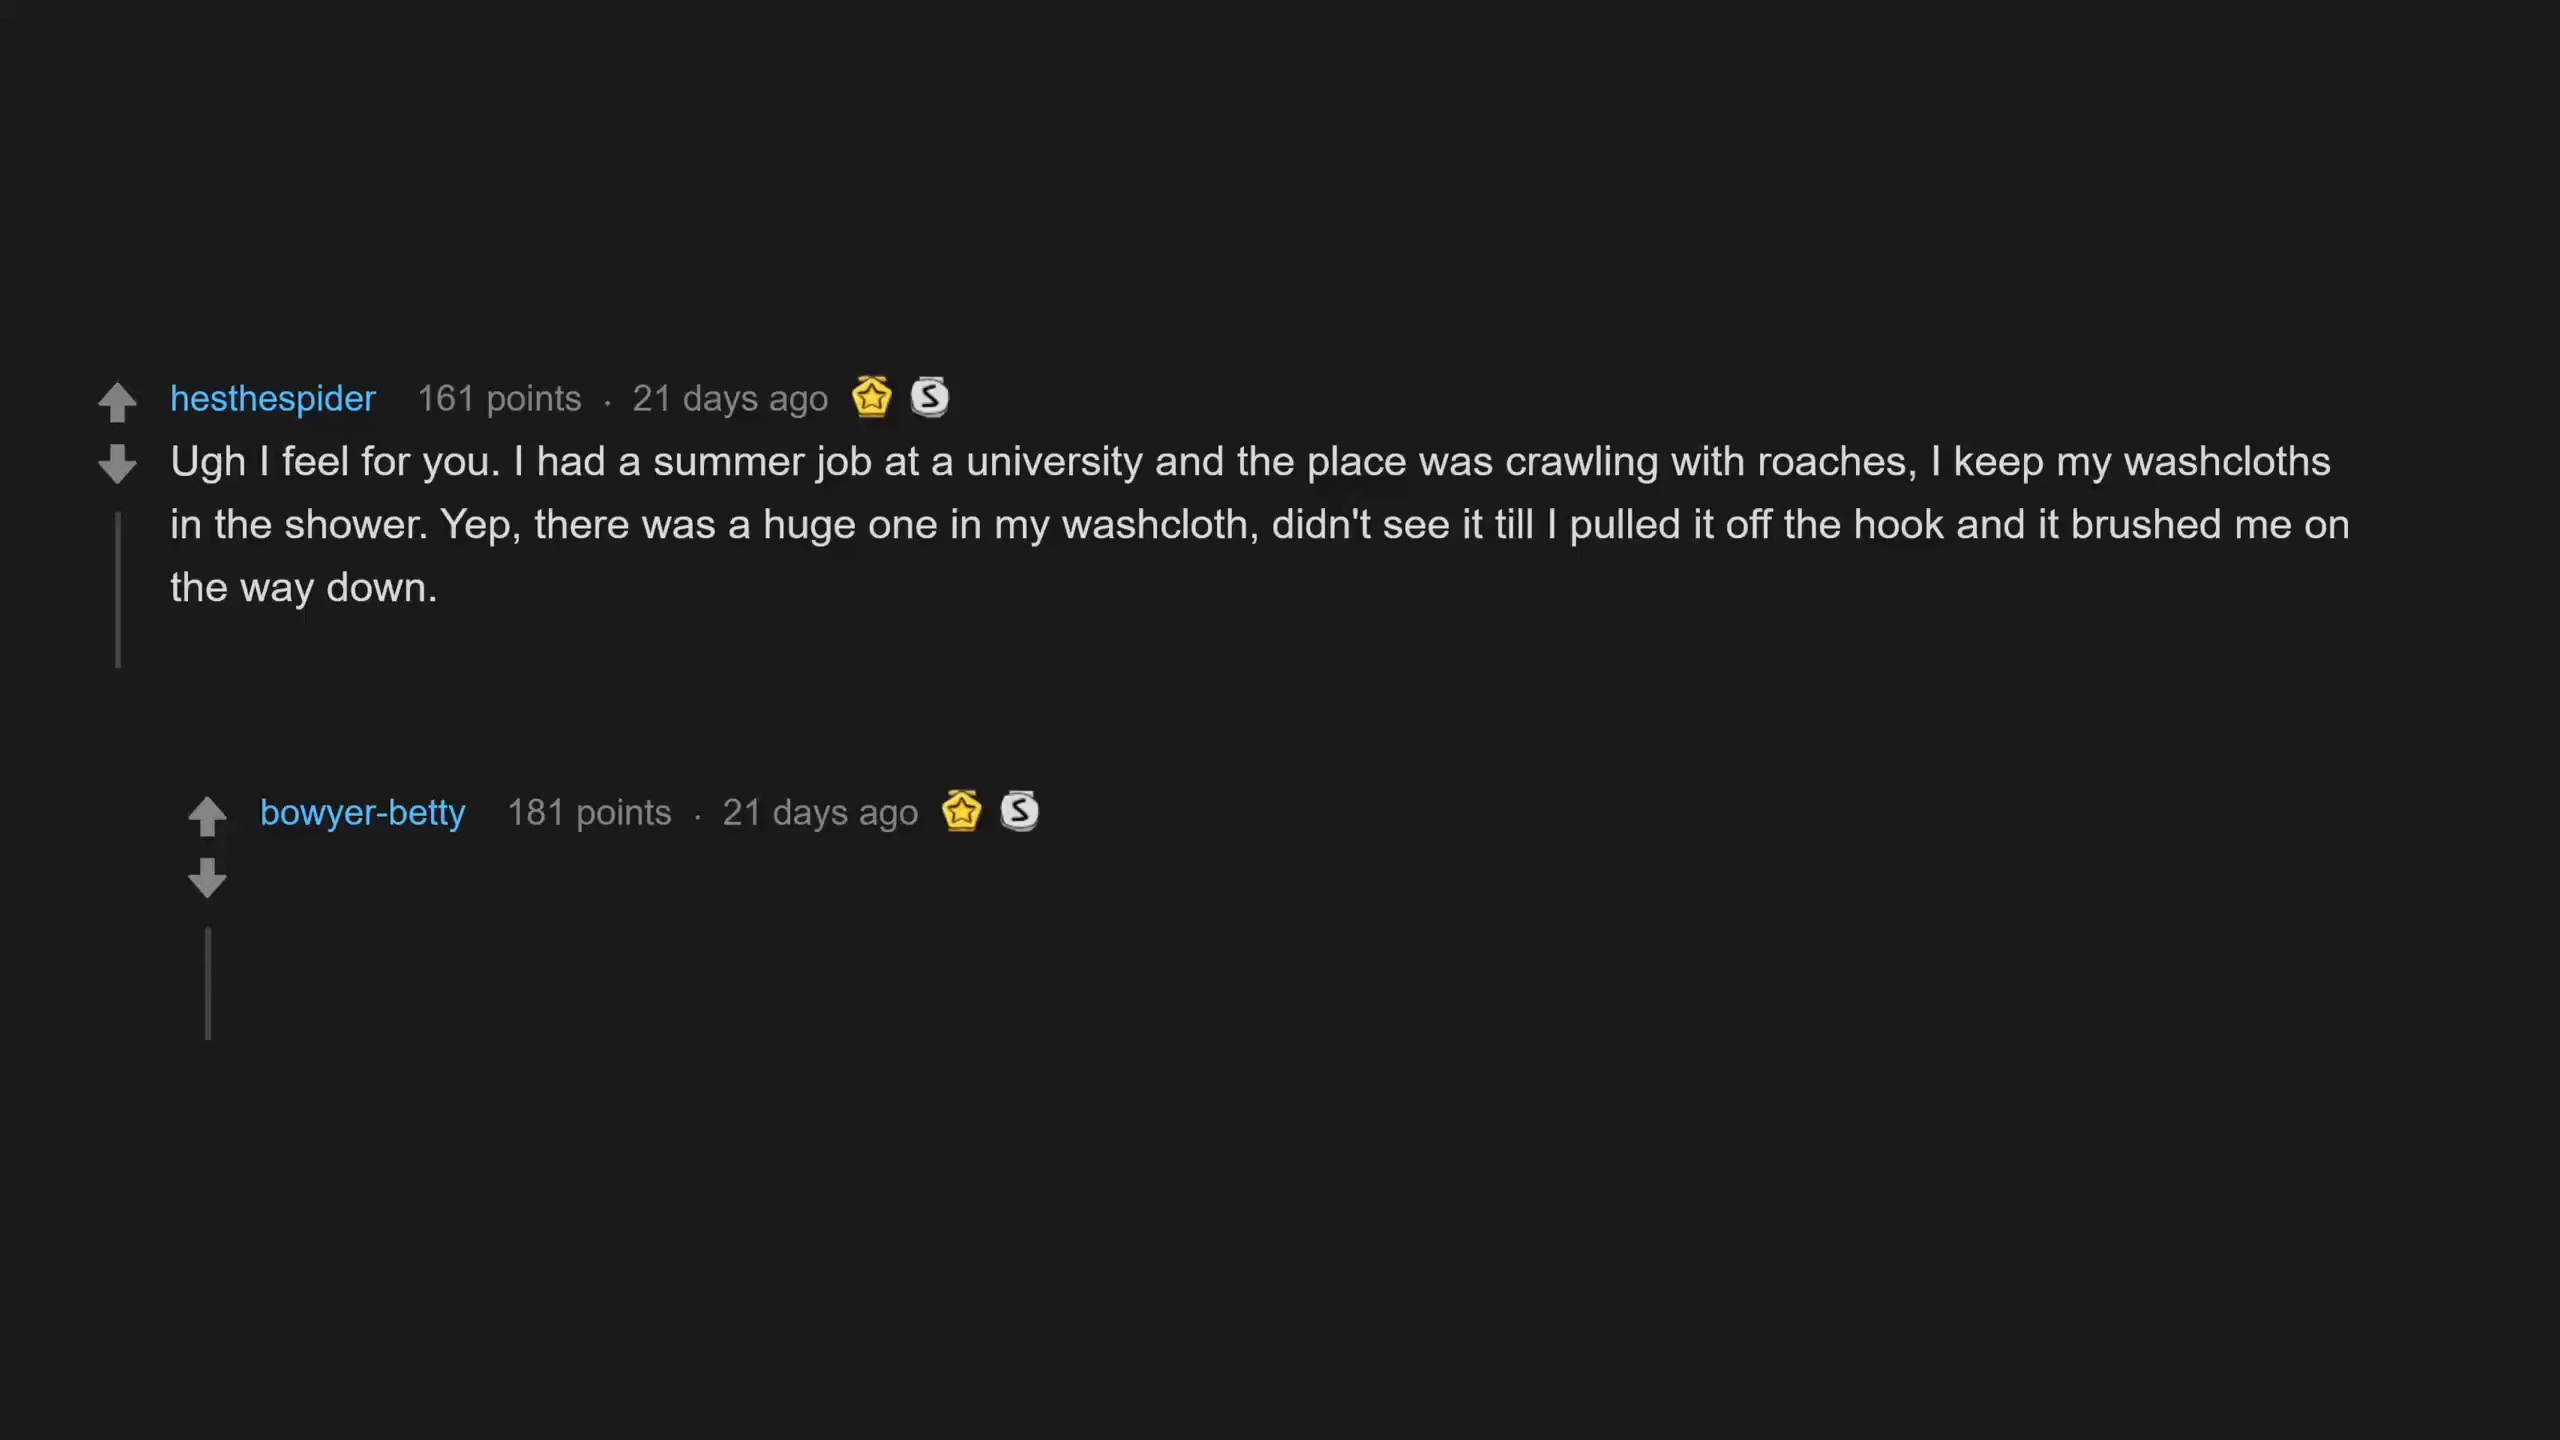 hesthespider 161 points · 21 days ago S
Ugh I feel for you. I had a summer job at a university and the place was crawling with roaches, I keep my washcloths
in the shower. Yep, there was a huge one in my washcloth, didn't see it till I pulled it off the hook and it brushed me on
the way down.
bowyer-betty 181 points · 21 days ago S